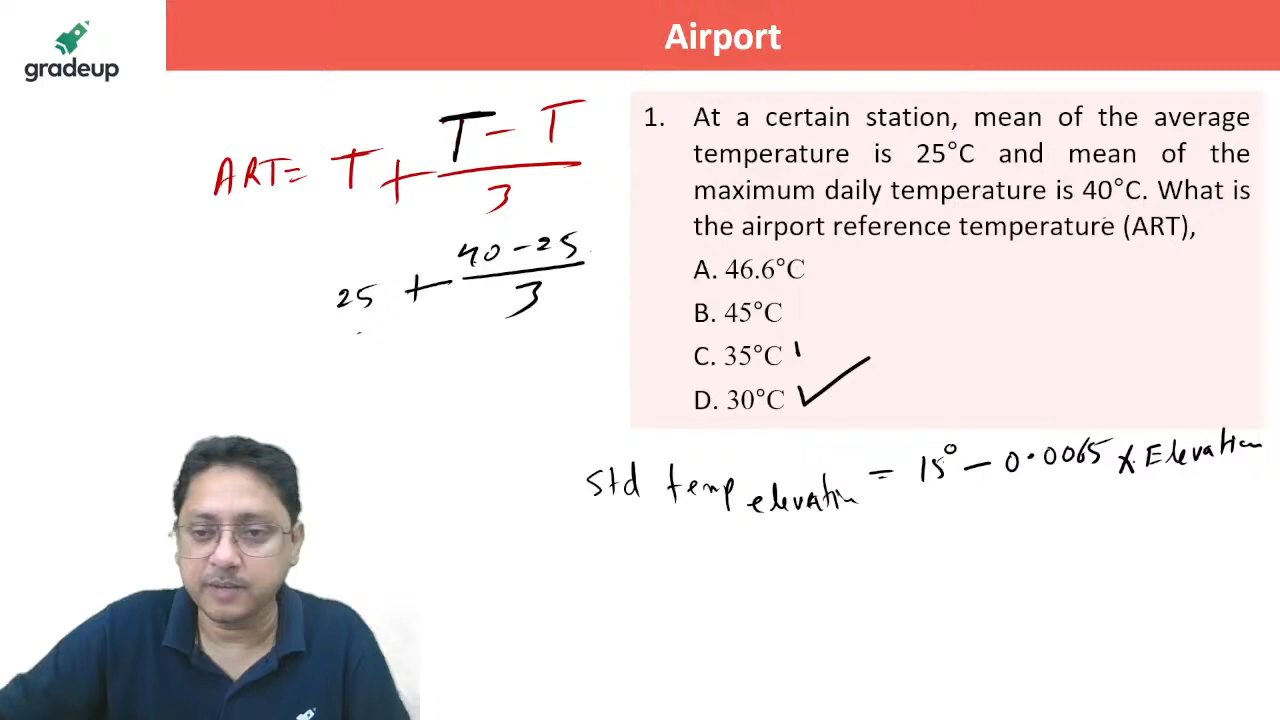 Airport
gradeup
1. At a certain station, mean of the average
temperature is 25°C and mean of the
maximum daily temperature is 40°C. What is
the airport reference temperature (ART),
A. 46.6°C
B. 45°C
C. 35°C
D. 30°C
ART = T + T - T
3
25 + 40 - 25
3
Std temp elevation = 15° - 0.0065 x Elevation